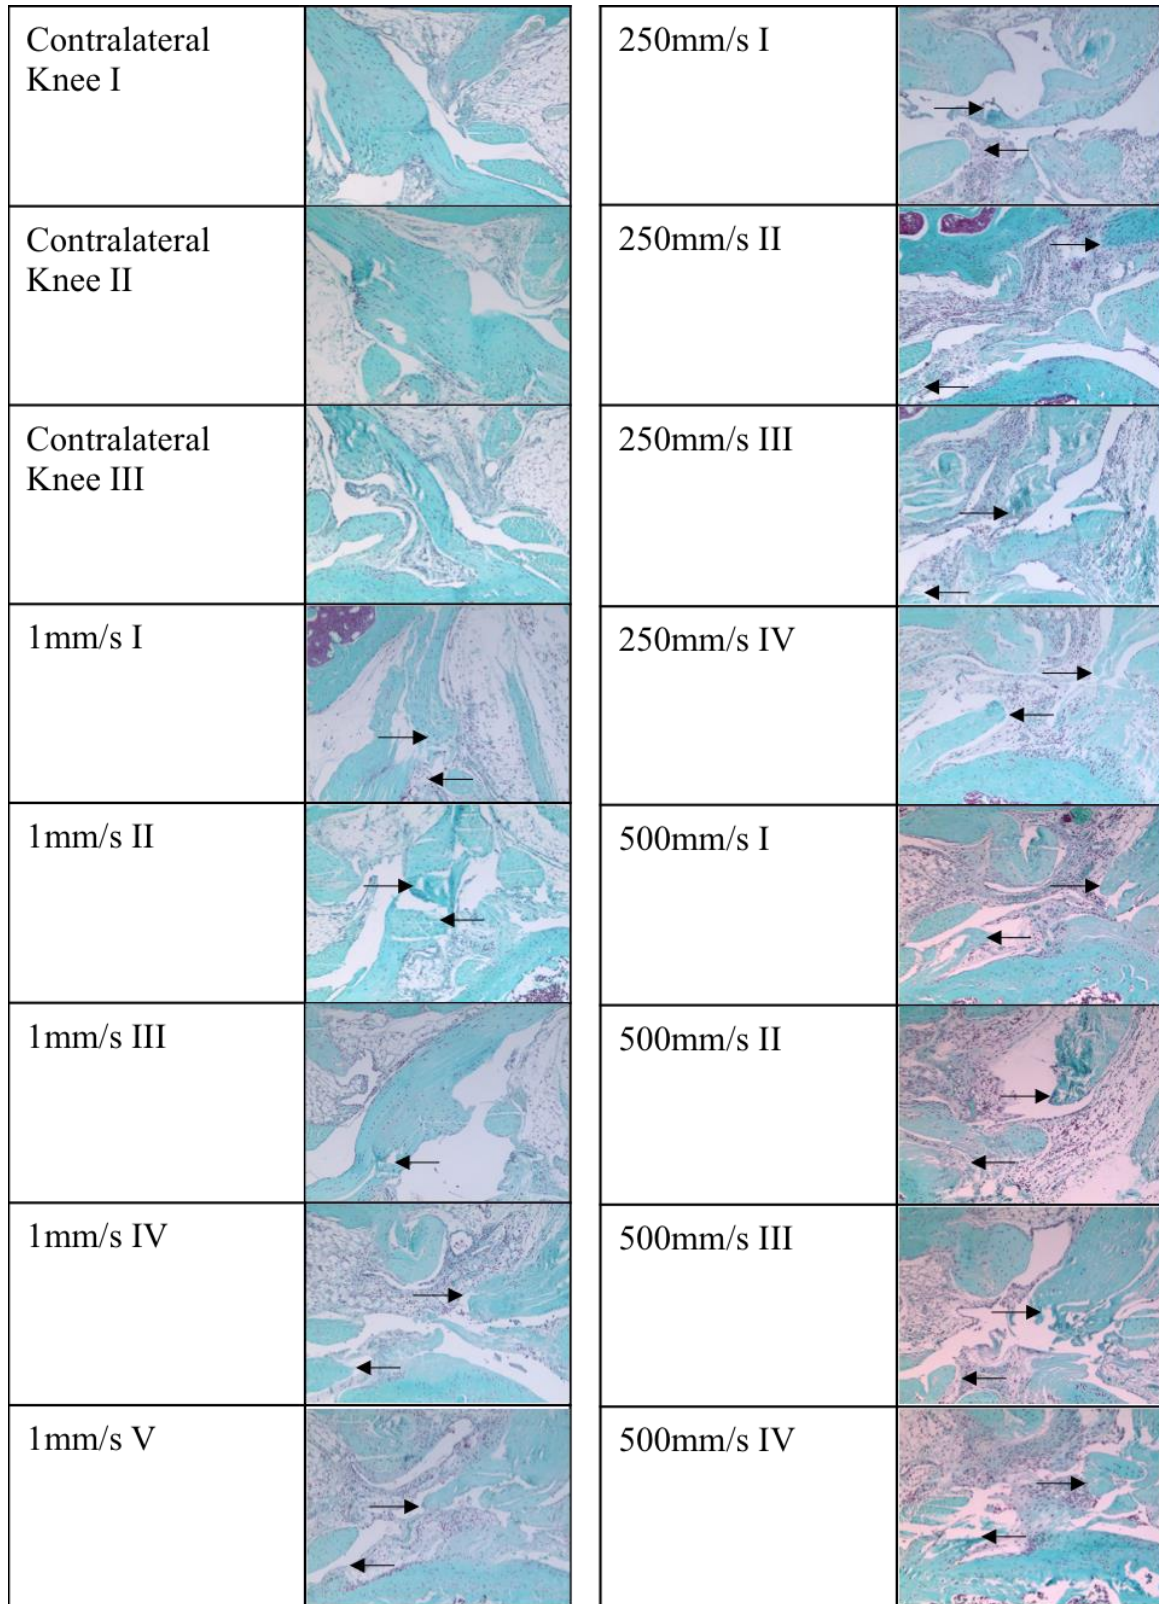 Contralateral
Knee I
Contralateral
Knee II
Contralateral
Knee III
1mm/s I
1mm/s II
1mm/s III
1mm/s IV
1mm/s V
250mm/s I
250mm/s II
250mm/s III
250mm/s IV
500mm/s I
500mm/s II
500mm/s III
500mm/s IV